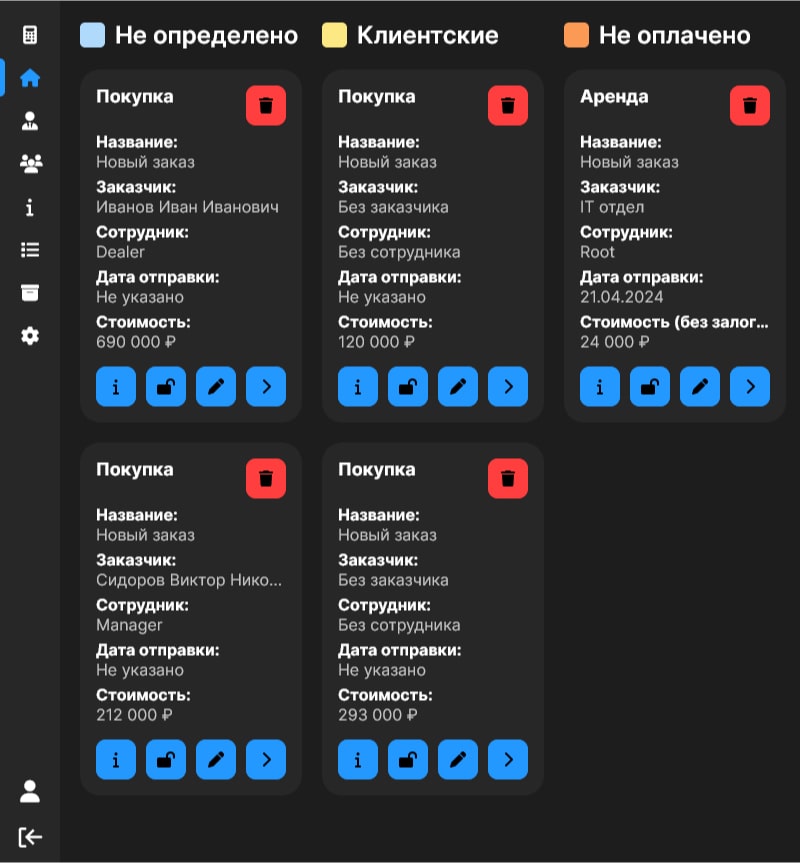 Не определено
Покупка
Название:
Новый заказ
Заказчик:
Иванов Иван Иванович
Сотрудник:
Dealer
Дата отправки:
Не указано
Стоимость:
690 000 ₽
Покупка
Название:
Новый заказ
Заказчик:
Сидоров Виктор Нико...
Сотрудник:
Manager
Дата отправки:
Не указано
Стоимость:
212 000 ₽
Клиентские
Покупка
Название:
Новый заказ
Заказчик:
Без заказчика
Сотрудник:
Без сотрудника
Дата отправки:
Не указано
Стоимость:
120 000 ₽
Покупка
Название:
Новый заказ
Заказчик:
Без заказчика
Сотрудник:
Без сотрудника
Дата отправки:
Не указано
Стоимость:
293 000 ₽
Не оплачено
Аренда
Название:
Новый заказ
Заказчик:
IT отдел
Сотрудник:
Root
Дата отправки:
21.04.2024
Стоимость (без залог...
24 000 ₽